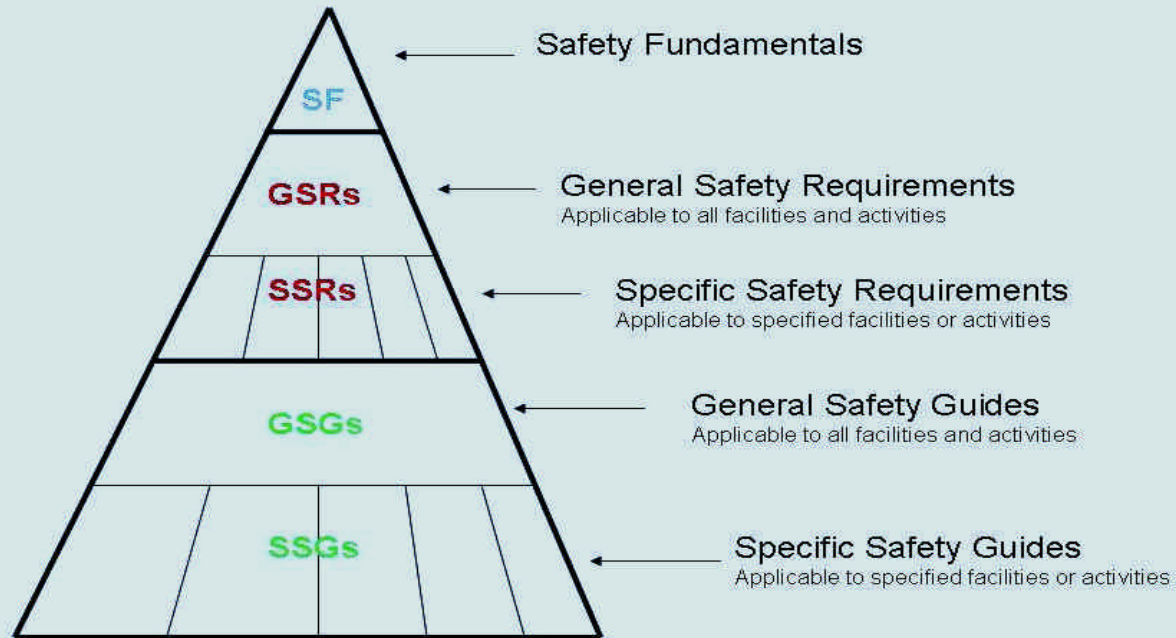 Safety Fundamentals
SF
GSRs
General Safety Requirements
Applicable to all facilities and activities
SSRs
Specific Safety Requirements
Applicable to specified facilities or activities
GSGs
General Safety Guides
Applicable to all facilities and activities
SSGs
Specific Safety Guides
Applicable to specified facilities or activities